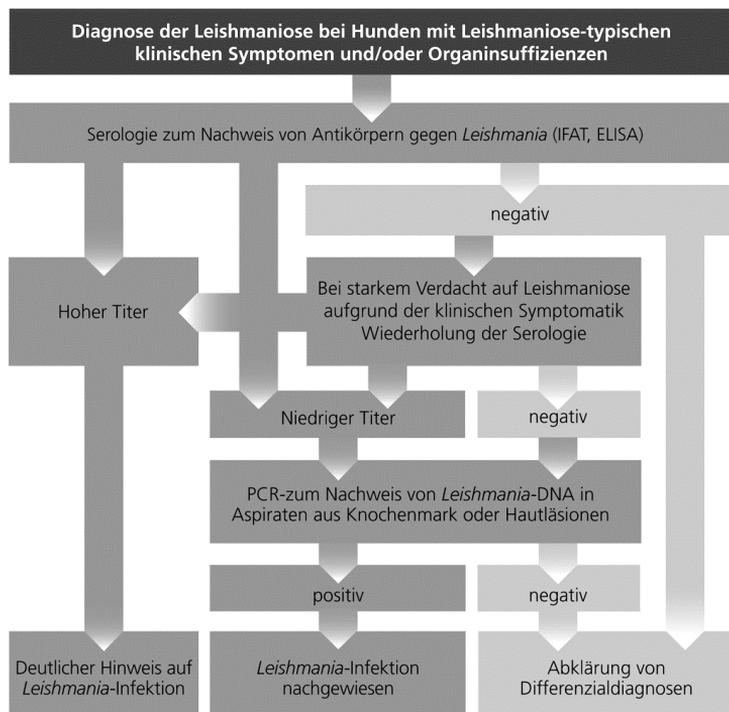 Diagnose der Leishmaniose bei Hunden mit Leishmaniose-typischen
klinischen Symptomen und/oder Organinsuffizienzen
Serologie zum Nachweis von Antikörpern gegen Leishmania (IFAT, ELISA)
negativ
Hoher Titer
Bei starkem Verdacht auf Leishmaniose
aufgrund der klinischen Symptomatik
Wiederholung der Serologie
Niedriger Titer
negativ
PCR-zum Nachweis von Leishmania-DNA in
Aspiraten aus Knochenmark oder Hautläsionen
positiv
negativ
Deutlicher Hinweis auf
Leishmania-Infektion
Leishmania-Infektion
nachgewiesen
Abklärung von
Differenzialdiagnosen